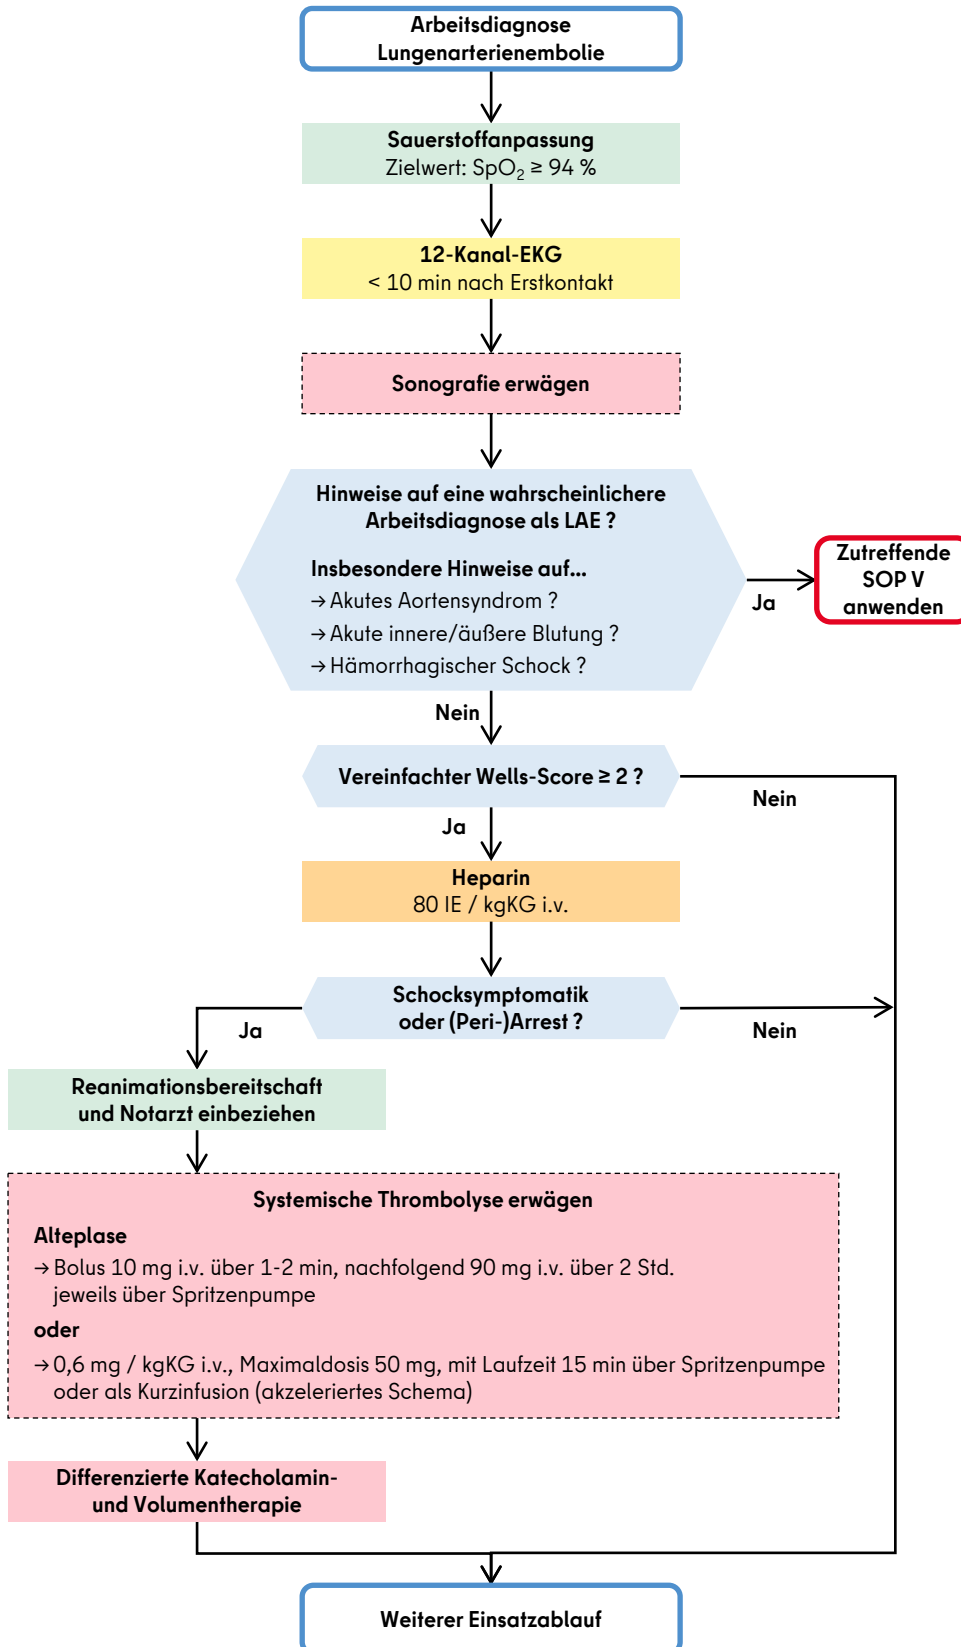 Arbeitsdiagnose
Lungenarterienembolie
Sauerstoffanpassung
Zielwert: SpO₂ ≥ 94 %
12-Kanal-EKG
< 10 min nach Erstkontakt
Sonografie erwägen
Hinweise auf eine wahrscheinlichere
Arbeitsdiagnose als LAE ?
Insbesondere Hinweise auf...
→ Akutes Aortensyndrom ?
→ Akute innere/äußere Blutung ?
→ Hämorrhagischer Schock ?
Ja
Zutreffende
SOP V
anwenden
Nein
Vereinfachter Wells-Score ≥ 2 ?
Nein
Ja
Heparin
80 IE / kgKG i.v.
Schocksymptomatik
oder (Peri-)Arrest ?
Ja
Nein
Reanimationsbereitschaft
und Notarzt einbeziehen
Systemische Thrombolyse erwägen
Alteplase
→ Bolus 10 mg i.v. über 1-2 min, nachfolgend 90 mg i.v. über 2 Std.
jeweils über Spritzenpumpe
oder
→ 0,6 mg / kgKG i.v., Maximaldosis 50 mg, mit Laufzeit 15 min über Spritzenpumpe
oder als Kurzinfusion (akzeleriertes Schema)
Differenzierte Katecholamin-
und Volumentherapie
Weiterer Einsatzablauf